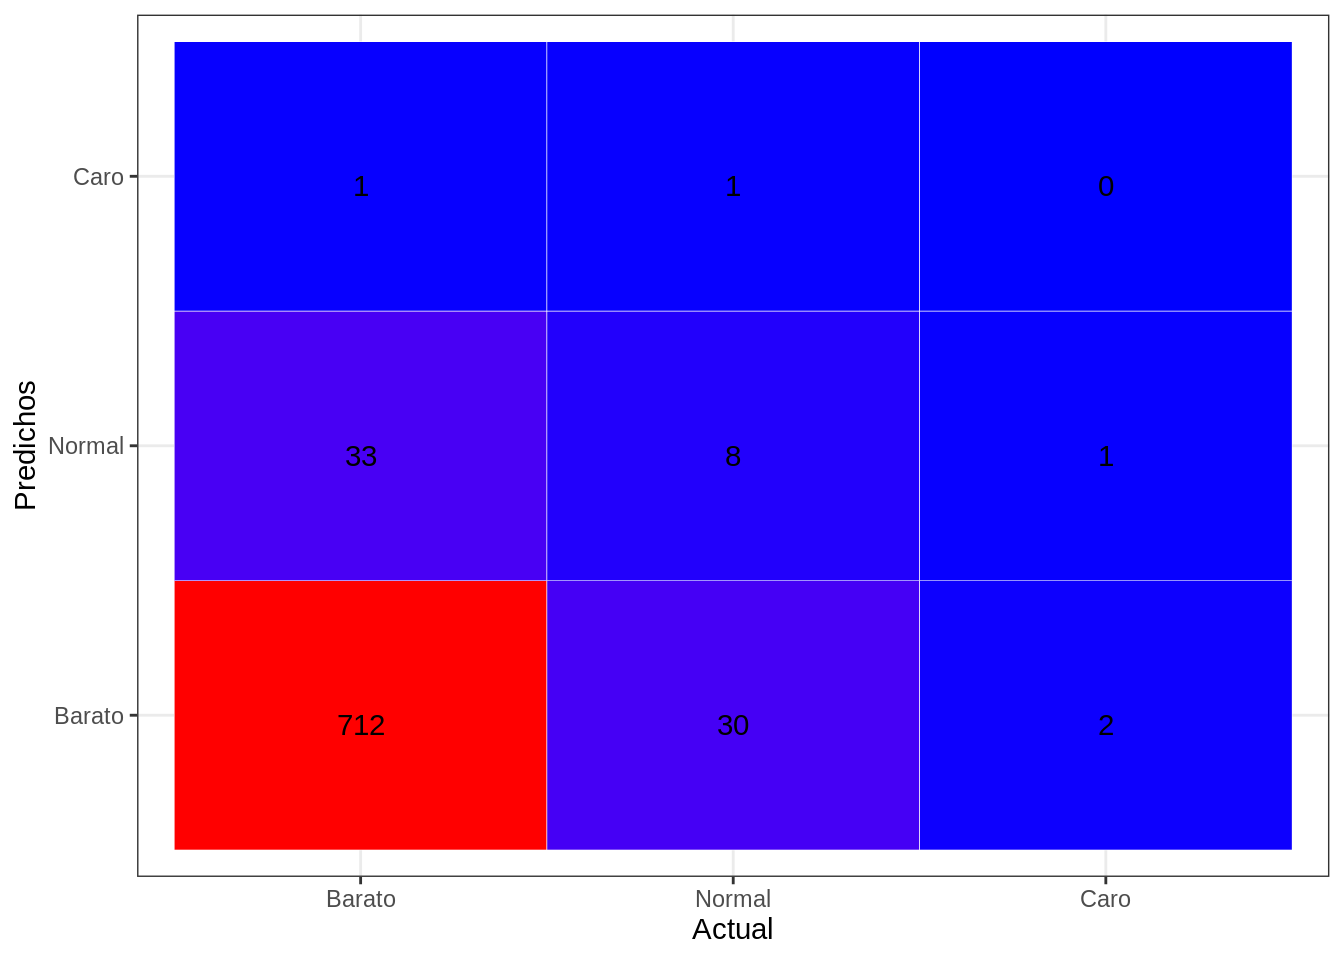 Caro
1 1 0
Normal
33 8 1
Barato
712 30 2
Barato Normal Caro
Actual
Predichos